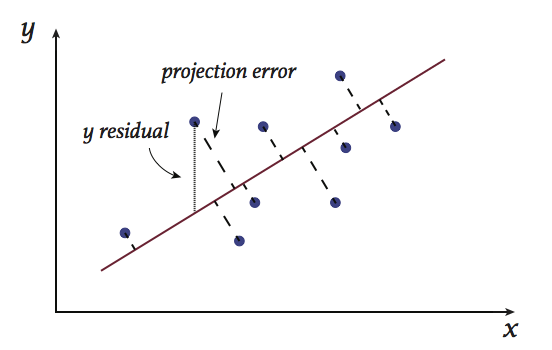 y
projection error
y residual
x